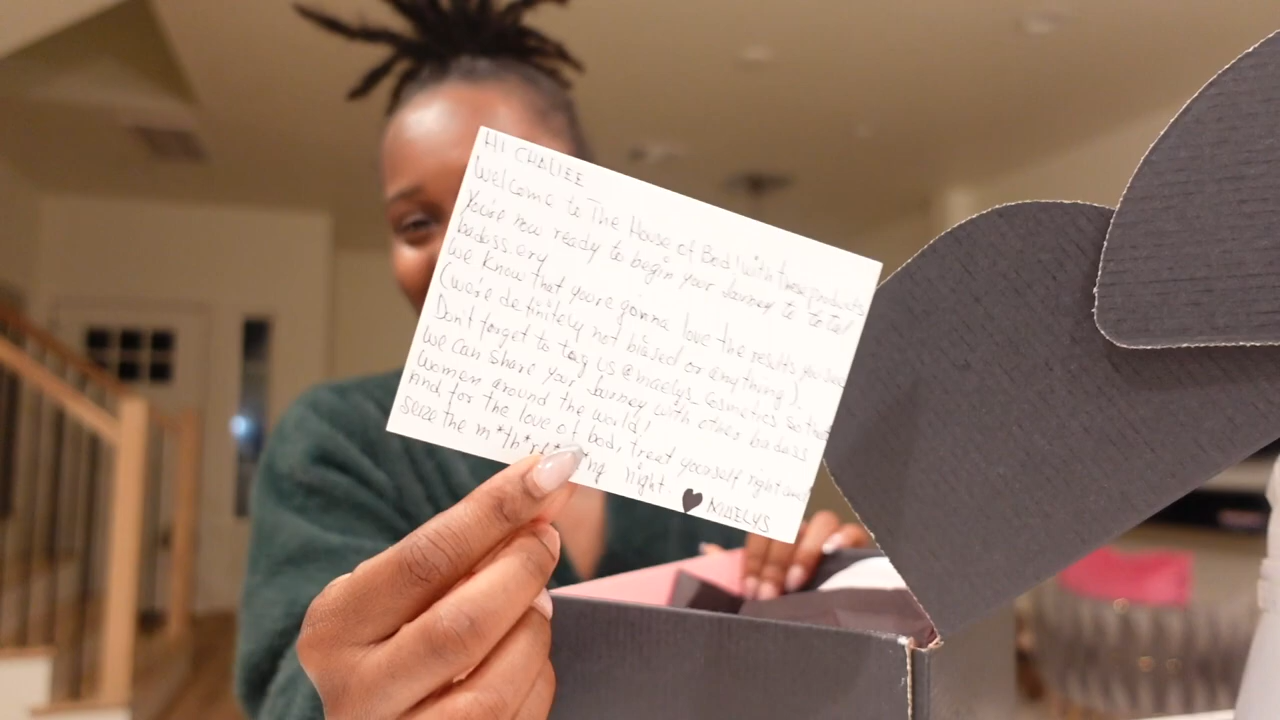 HI CHALIEE
Welcome to The House of Bod! with these products
You're now ready to begin your Journey to total
badass.ery
We Know that you're gonna love the results you see
(we're definitely not biased or anything)
Don't forget to tag us @maelys_cosmetics so that
we can share your Journey with other badass
women around the world!
And, for the love of bod, treat yourself right and
seize the night.
♥ MAELYS